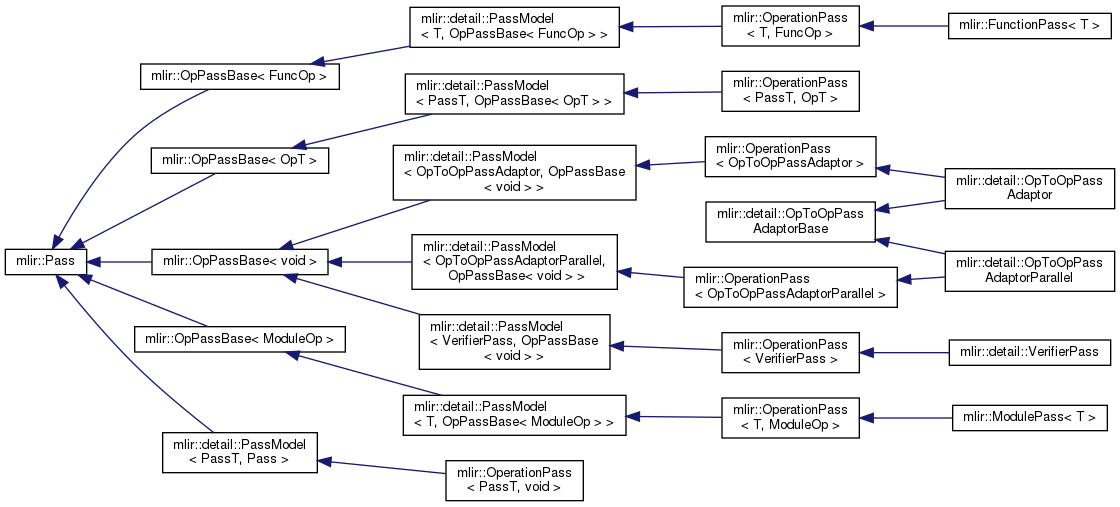 mlir::detail::PassModel
< T, OpPassBase< FuncOp > >
mlir::OperationPass
< T, FuncOp >
mlir::FunctionPass< T >
mlir::OpPassBase< FuncOp >
mlir::detail::PassModel
< PassT, OpPassBase< OpT > >
mlir::OperationPass
< PassT, OpT >
mlir::OpPassBase< OpT >
mlir::detail::PassModel
< OpToOpPassAdaptor, OpPassBase
< void > >
mlir::OperationPass
< OpToOpPassAdaptor >
mlir::detail::OpToOpPass
Adaptor
mlir::detail::OpToOpPass
AdaptorBase
mlir::Pass
mlir::OpPassBase< void >
mlir::detail::PassModel
< OpToOpPassAdaptorParallel,
OpPassBase< void > >
mlir::OperationPass
< OpToOpPassAdaptorParallel >
mlir::detail::OpToOpPass
AdaptorParallel
mlir::OpPassBase< ModuleOp >
mlir::detail::PassModel
< VerifierPass, OpPassBase
< void > >
mlir::OperationPass
< VerifierPass >
mlir::detail::VerifierPass
mlir::detail::PassModel
< T, OpPassBase< ModuleOp > >
mlir::OperationPass
< T, ModuleOp >
mlir::ModulePass< T >
mlir::detail::PassModel
< PassT, Pass >
mlir::OperationPass
< PassT, void >